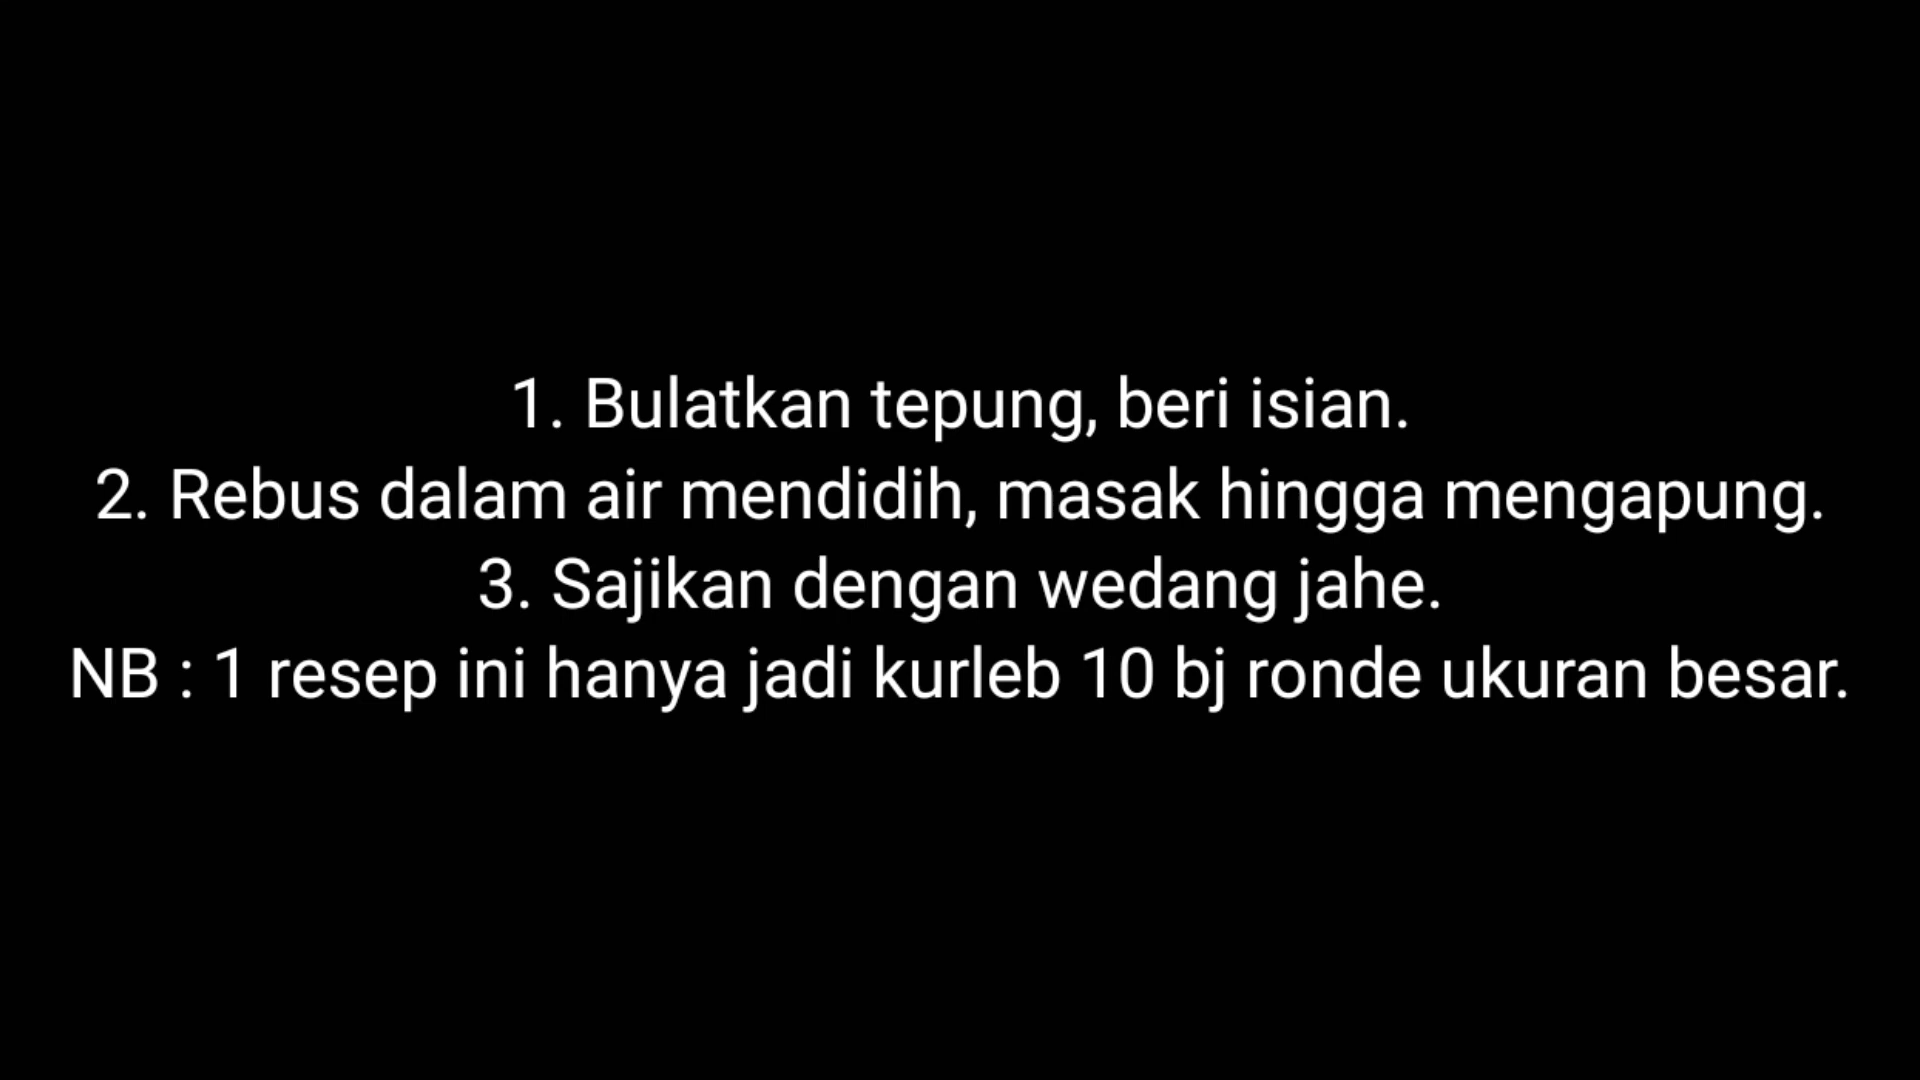 1. Bulatkan tepung, beri isian.
2. Rebus dalam air mendidih, masak hingga mengapung.
3. Sajikan dengan wedang jahe.
NB : 1 resep ini hanya jadi kurleb 10 bj ronde ukuran besar.